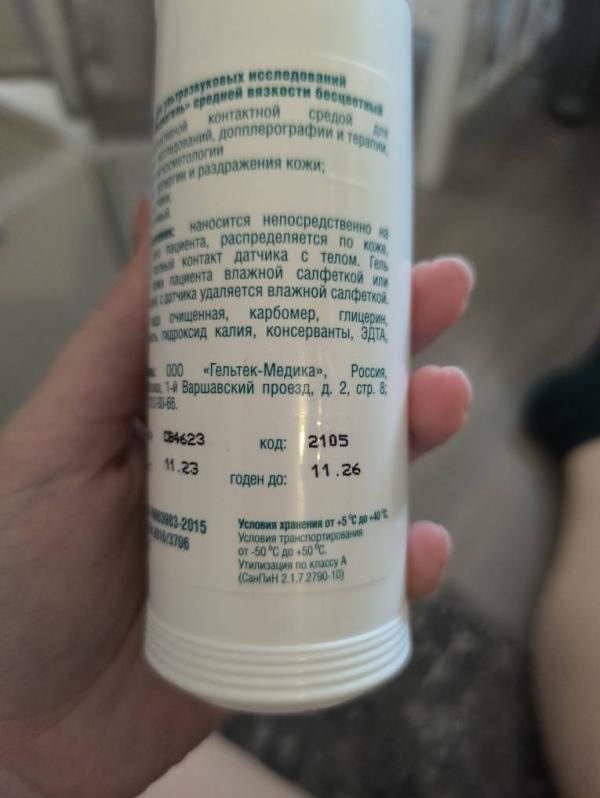 ультразвуковых исследований
средней вязкости бесцветный
контактной средой для
допплерографии и терапии,
косметологии
и раздражения кожи;
наносится непосредственно на
пациента, распределяется по коже,
контакт датчика с телом. Гель
пациента влажной салфеткой или
с датчика удаляется влажной салфеткой.
очищенная, карбомер, глицерин,
гидроксид калия, консерванты, ЭДТА,
ООО «Гельтек-Медика», Россия,
1-й Варшавский проезд, д. 2, стр. 8;
CB4623 код: 2105
11.23 годен до: 11.26
Условия хранения от +5 °С до +40 °С.
Условия транспортирования
от -50 °С до +50 °С.
Утилизация по классу А
(СанПиН 2.1.7.2790-10)